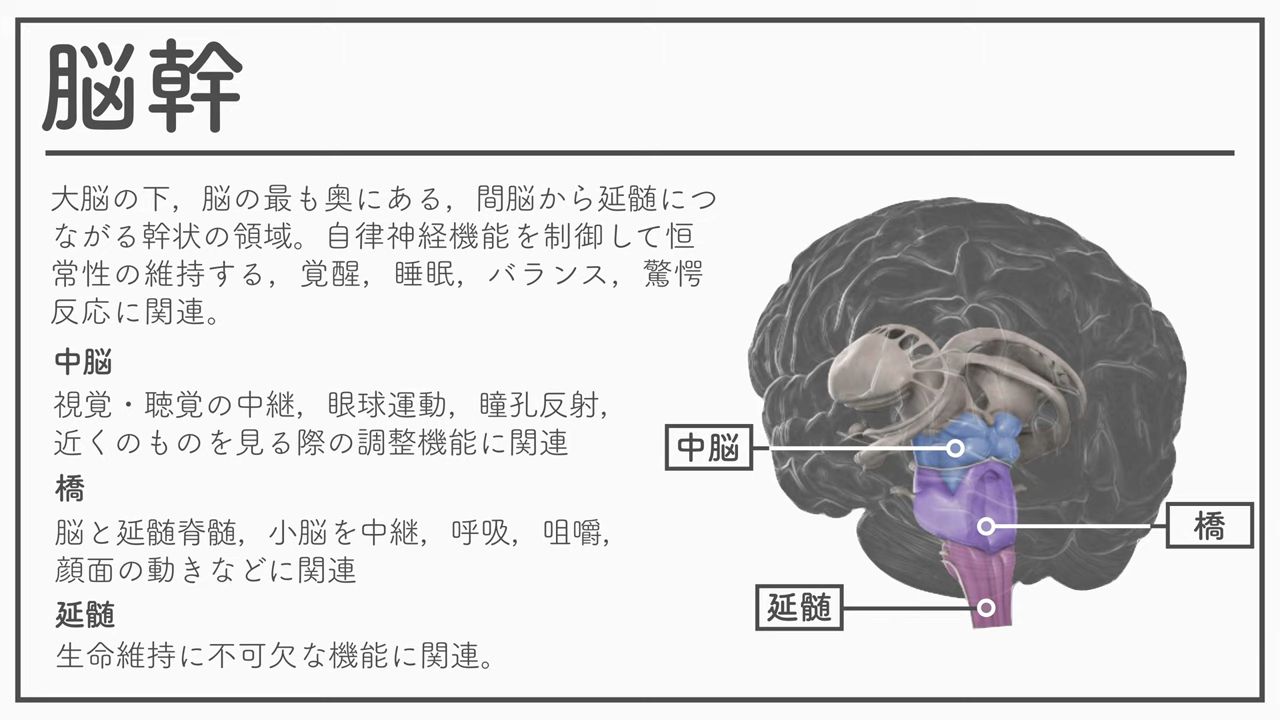 脳幹
大脳の下，脳の最も奥にある，間脳から延髄につ
ながる幹状の領域。自律神経機能を制御して恒
常性の維持する，覚醒，睡眠，バランス，驚愕
反応に関連。
中脳
視覚・聴覚の中継，眼球運動，瞳孔反射，
近くのものを見る際の調整機能に関連
橋
脳と延髄脊髄，小脳を中継，呼吸，咀嚼，
顔面の動きなどに関連
延髄
生命維持に不可欠な機能に関連。
中脳
橋
延髄